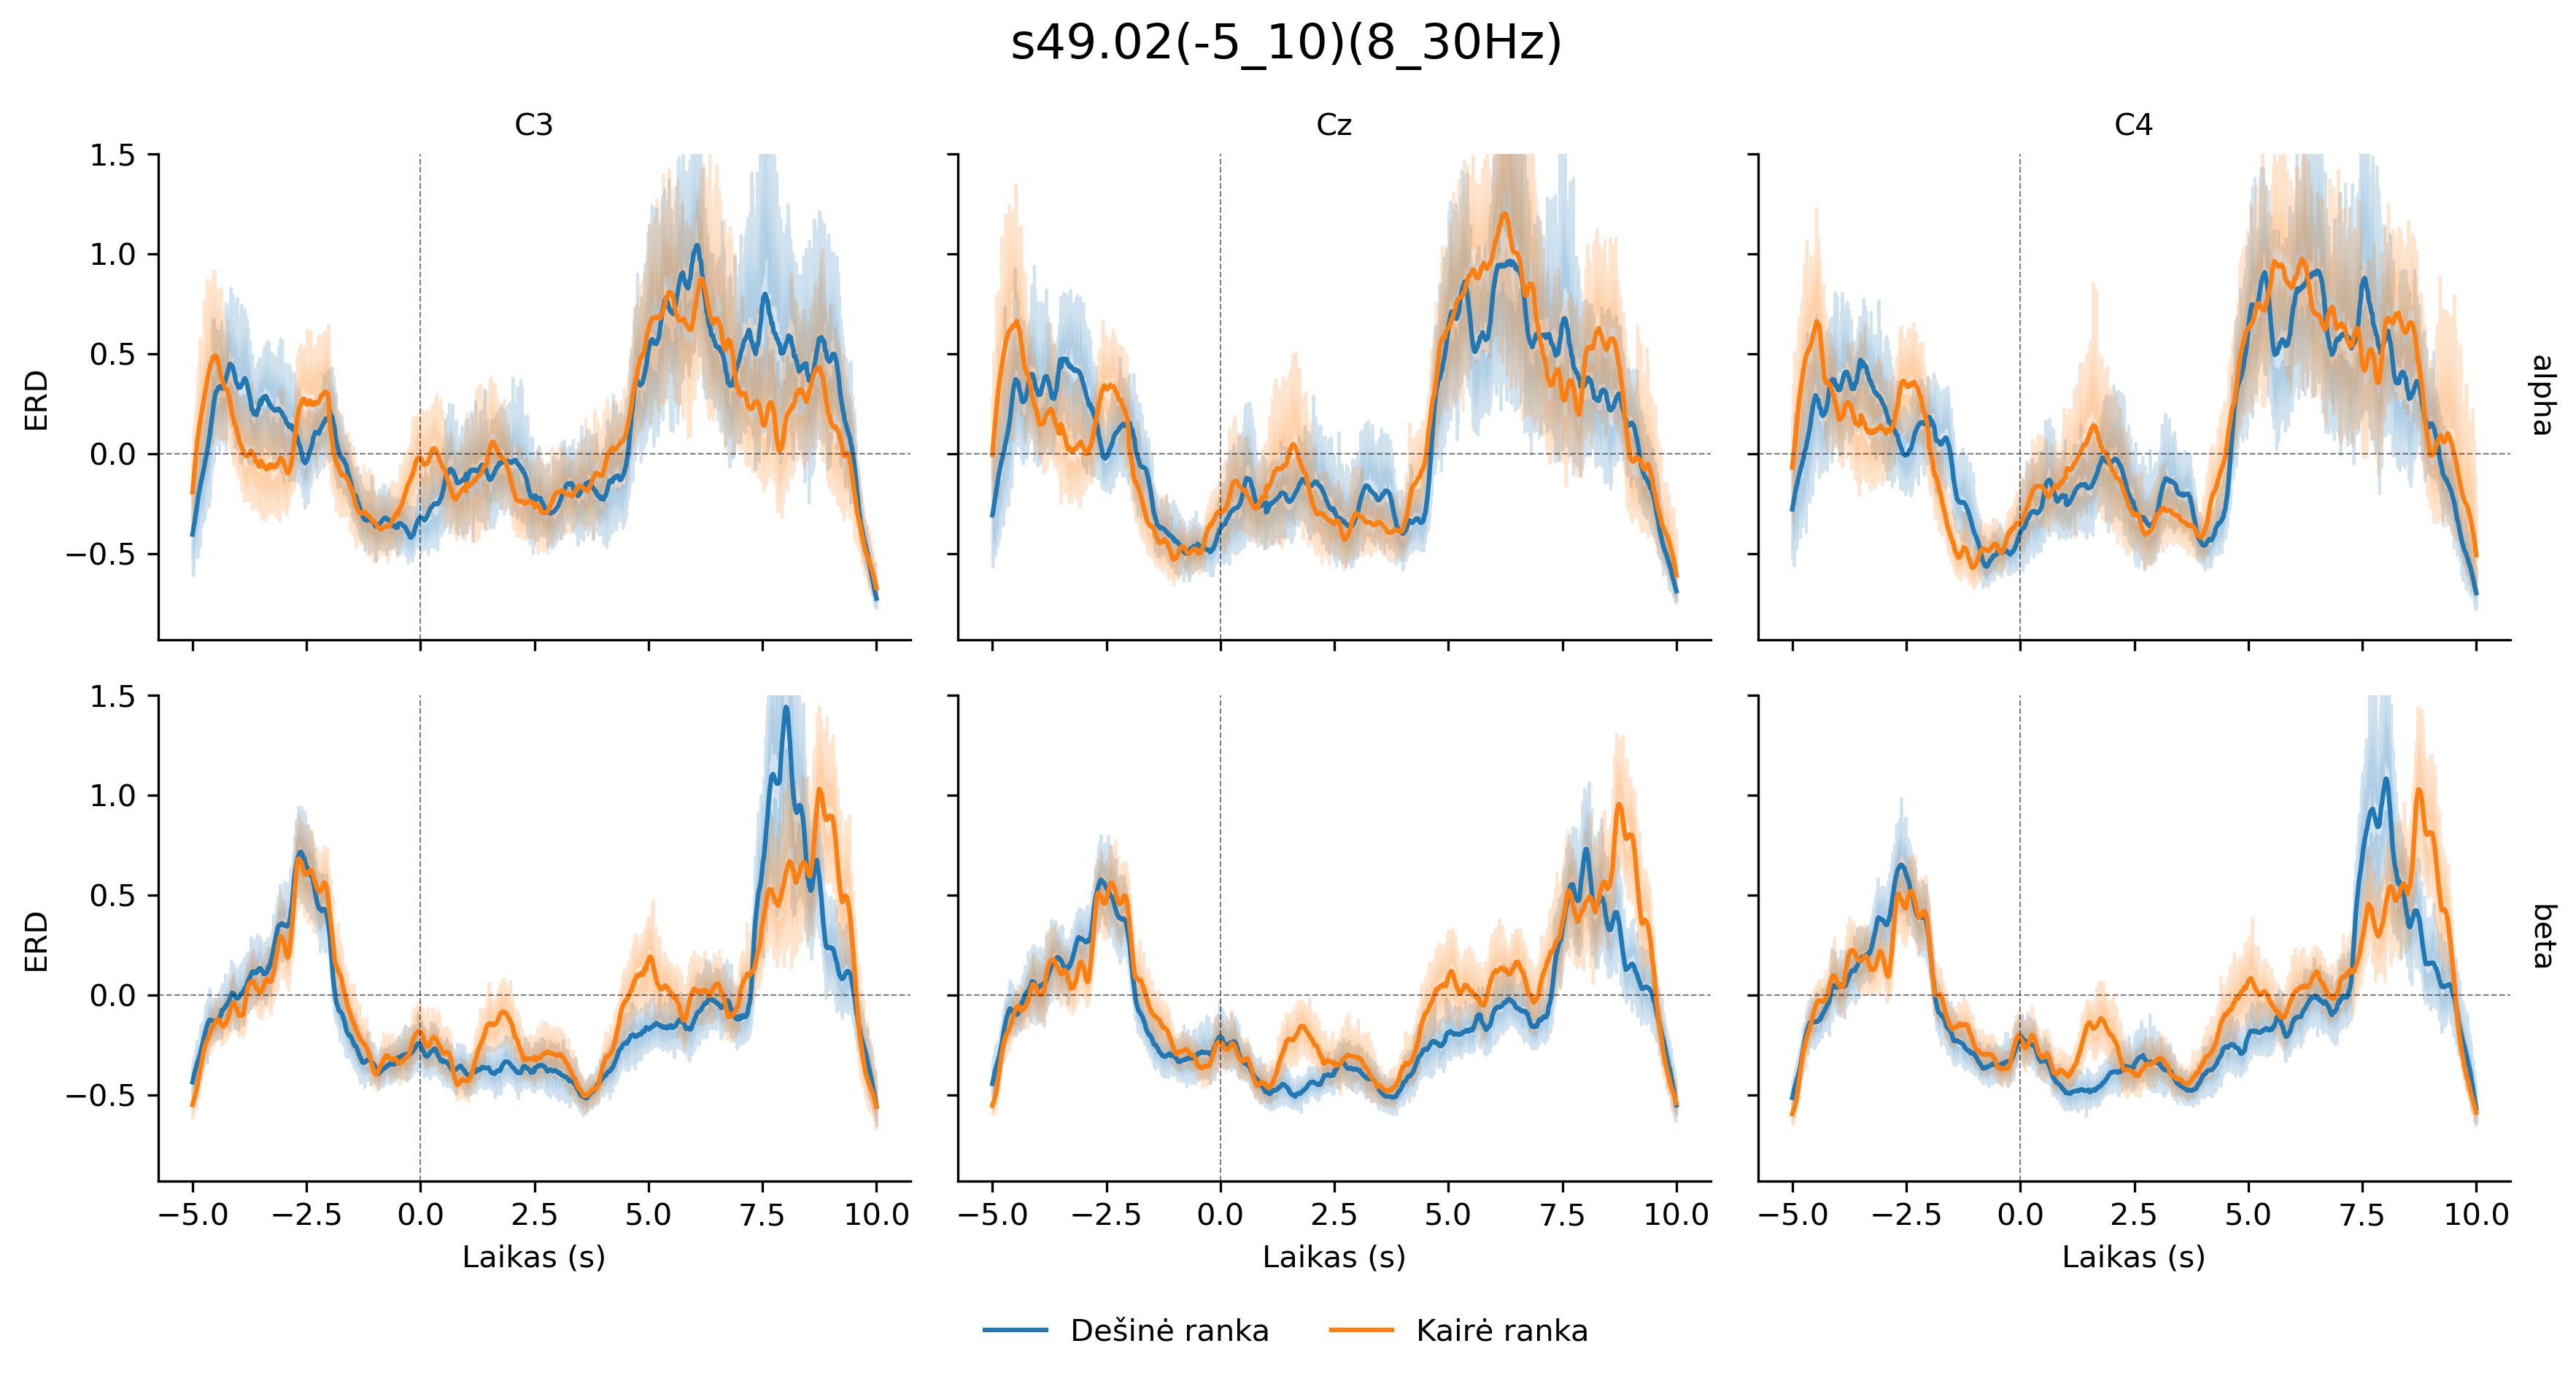 s49.02(-5_10)(8_30Hz)
C3 Cz C4
1.5
1.0
0.5
0.0
−0.5
ERD
alpha
1.5
1.0
0.5
0.0
−0.5
ERD
beta
−5.0 −2.5 0.0 2.5 5.0 7.5 10.0 −5.0 −2.5 0.0 2.5 5.0 7.5 10.0 −5.0 −2.5 0.0 2.5 5.0 7.5 10.0
Laikas (s) Laikas (s) Laikas (s)
Dešinė ranka Kairė ranka